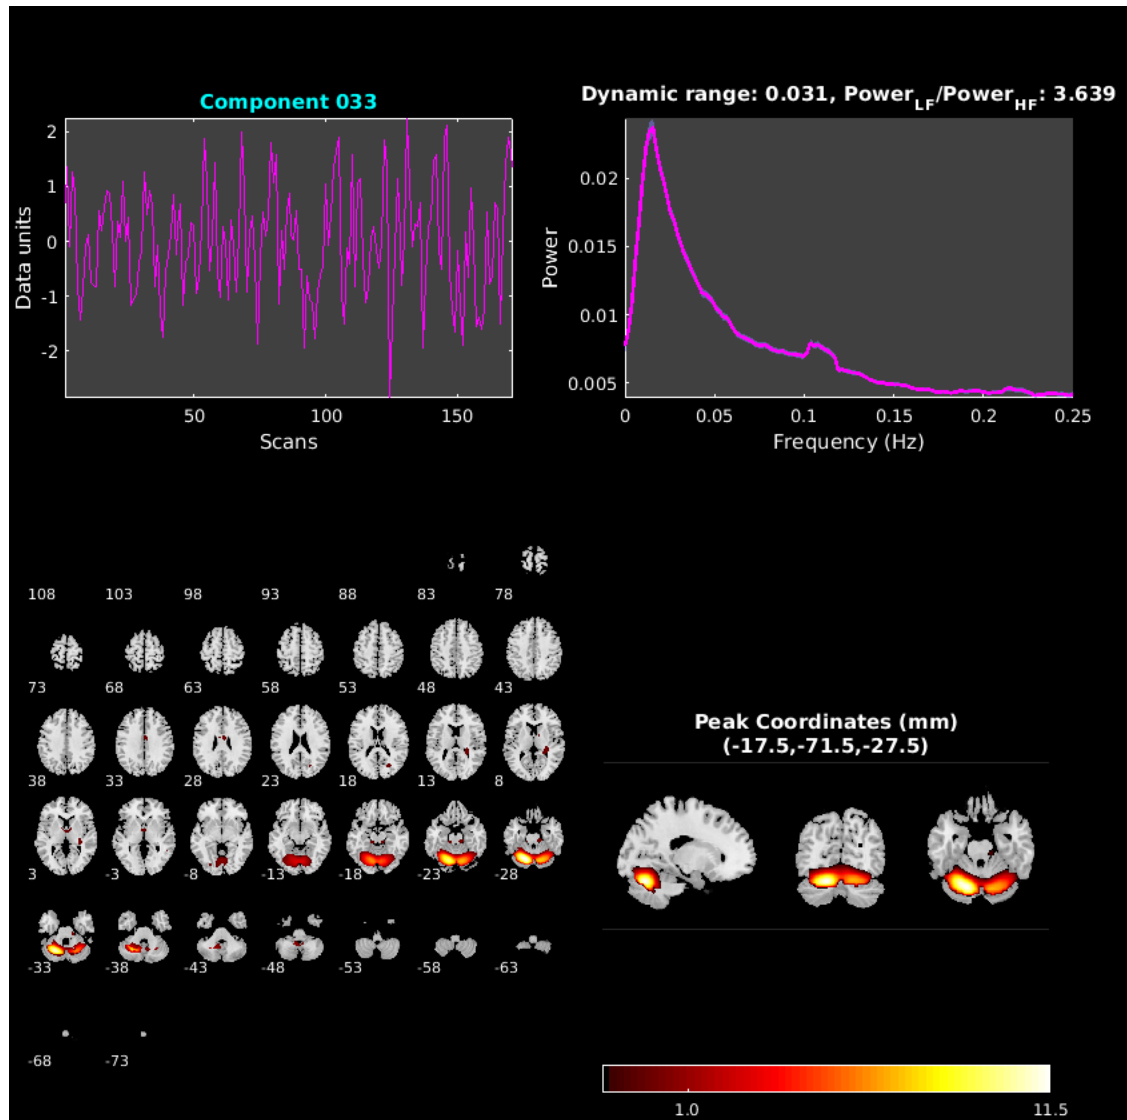 Component 033
Dynamic range: 0.031, Power_LF/Power_HF: 3.639
2
1
0
-1
-2
Data units
50 100 150
Scans
0.02
0.015
0.01
0.005
Power
0 0.05 0.1 0.15 0.2 0.25
Frequency (Hz)
108 103 98 93 88 83 78
73 68 63 58 53 48 43
38 33 28 23 18 13 8
3 -3 -8 -13 -18 -23 -28
-33 -38 -43 -48 -53 -58 -63
-68 -73
Peak Coordinates (mm)
(-17.5,-71.5,-27.5)
1.0 11.5